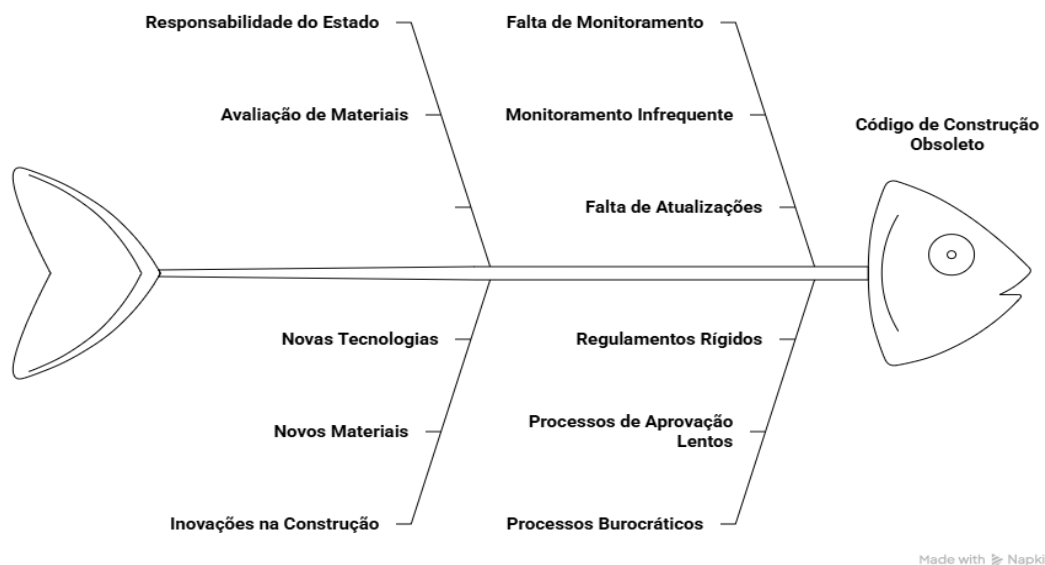 Responsabilidade do Estado
Falta de Monitoramento
Avaliação de Materiais
Monitoramento Infrequente
Código de Construção
Obsoleto
Falta de Atualizações
Novas Tecnologias
Regulamentos Rígidos
Novos Materiais
Processos de Aprovação
Lentos
Inovações na Construção
Processos Burocráticos
Made with Napki